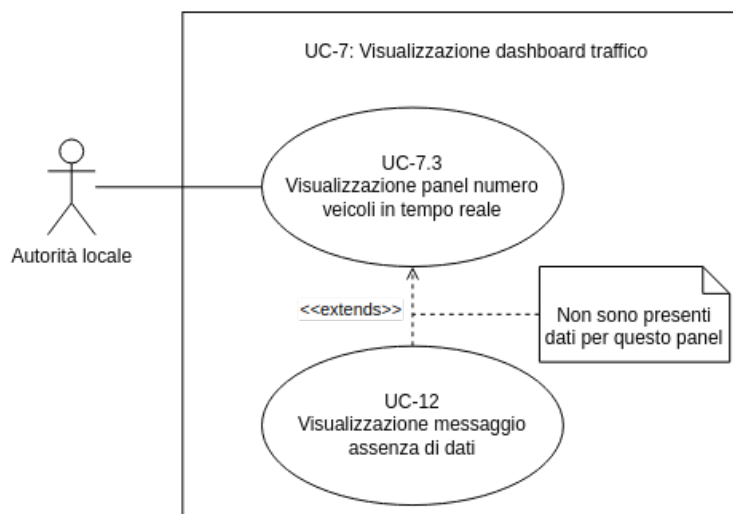 UC-7: Visualizzazione dashboard traffico
UC-7.3
Visualizzazione panel numero
veicoli in tempo reale
Autorità locale
<<extends>>
Non sono presenti
dati per questo panel
UC-12
Visualizzazione messaggio
assenza di dati